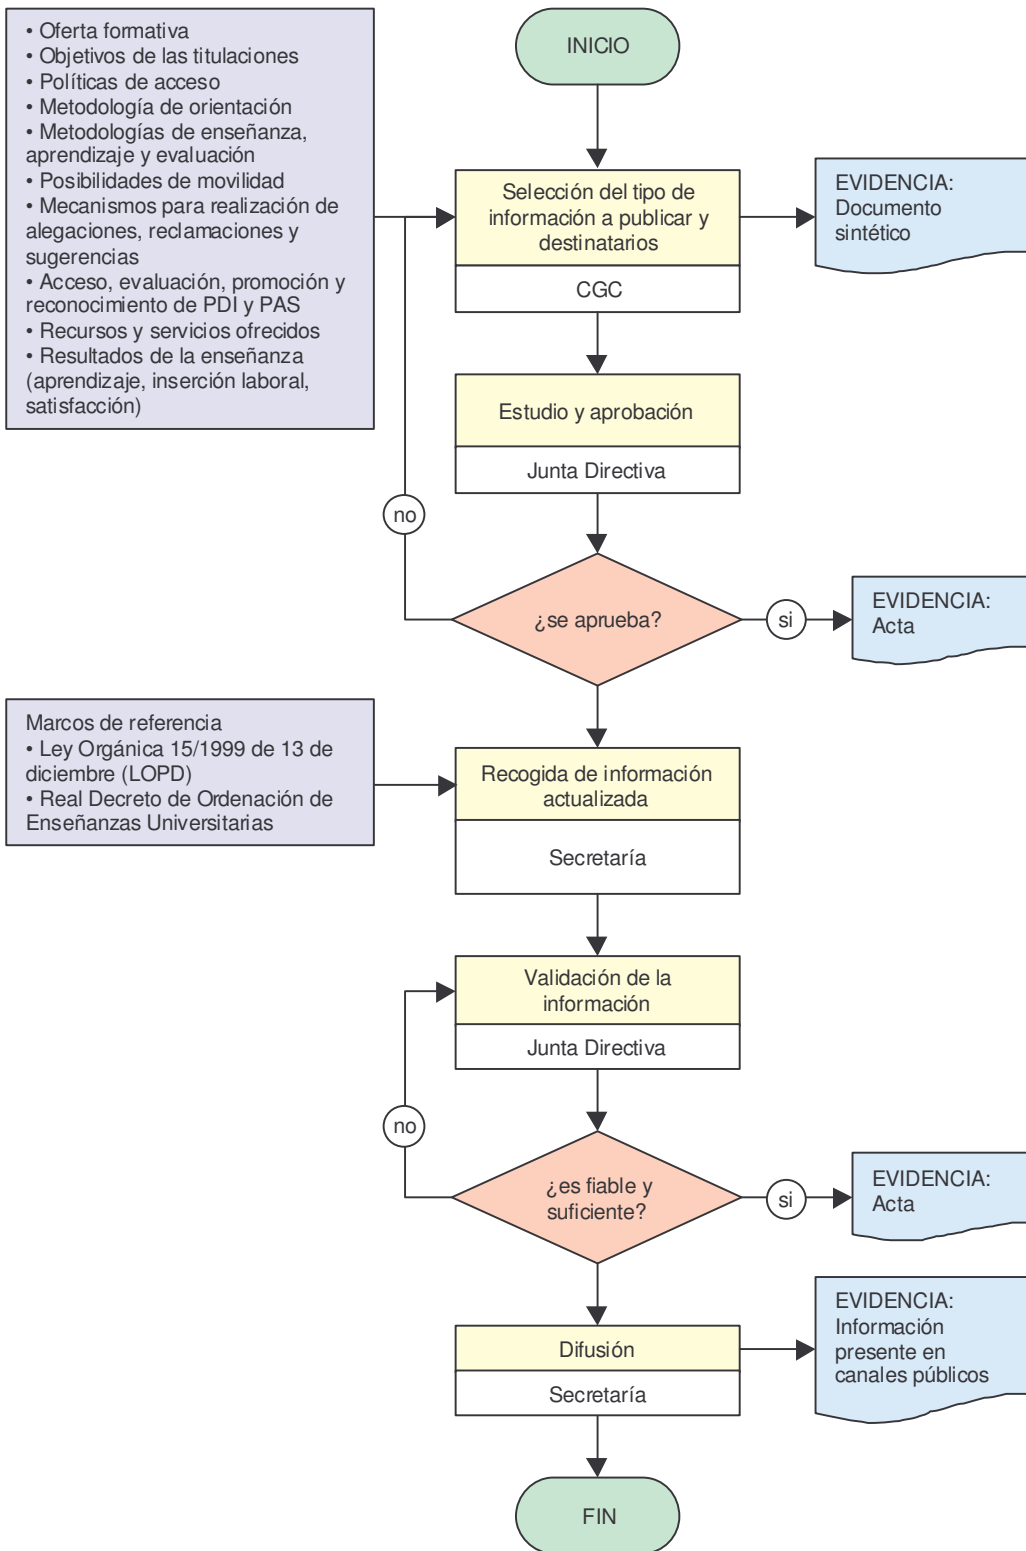 • Oferta formativa
• Objetivos de las titulaciones
• Políticas de acceso
• Metodología de orientación
• Metodologías de enseñanza,
aprendizaje y evaluación
• Posibilidades de movilidad
• Mecanismos para realización de
alegaciones, reclamaciones y
sugerencias
• Acceso, evaluación, promoción y
reconocimiento de PDI y PAS
• Recursos y servicios ofrecidos
• Resultados de la enseñanza
(aprendizaje, inserción laboral,
satisfacción)
INICIO
Selección del tipo de
información a publicar y
destinatarios
CGC
EVIDENCIA:
Documento
sintético
Estudio y aprobación
Junta Directiva
no
¿se aprueba?
si
EVIDENCIA:
Acta
Marcos de referencia
• Ley Orgánica 15/1999 de 13 de
diciembre (LOPD)
• Real Decreto de Ordenación de
Enseñanzas Universitarias
Recogida de información
actualizada
Secretaría
Validación de la
información
Junta Directiva
no
¿es fiable y
suficiente?
si
EVIDENCIA:
Acta
Difusión
Secretaría
EVIDENCIA:
Información
presente en
canales públicos
FIN